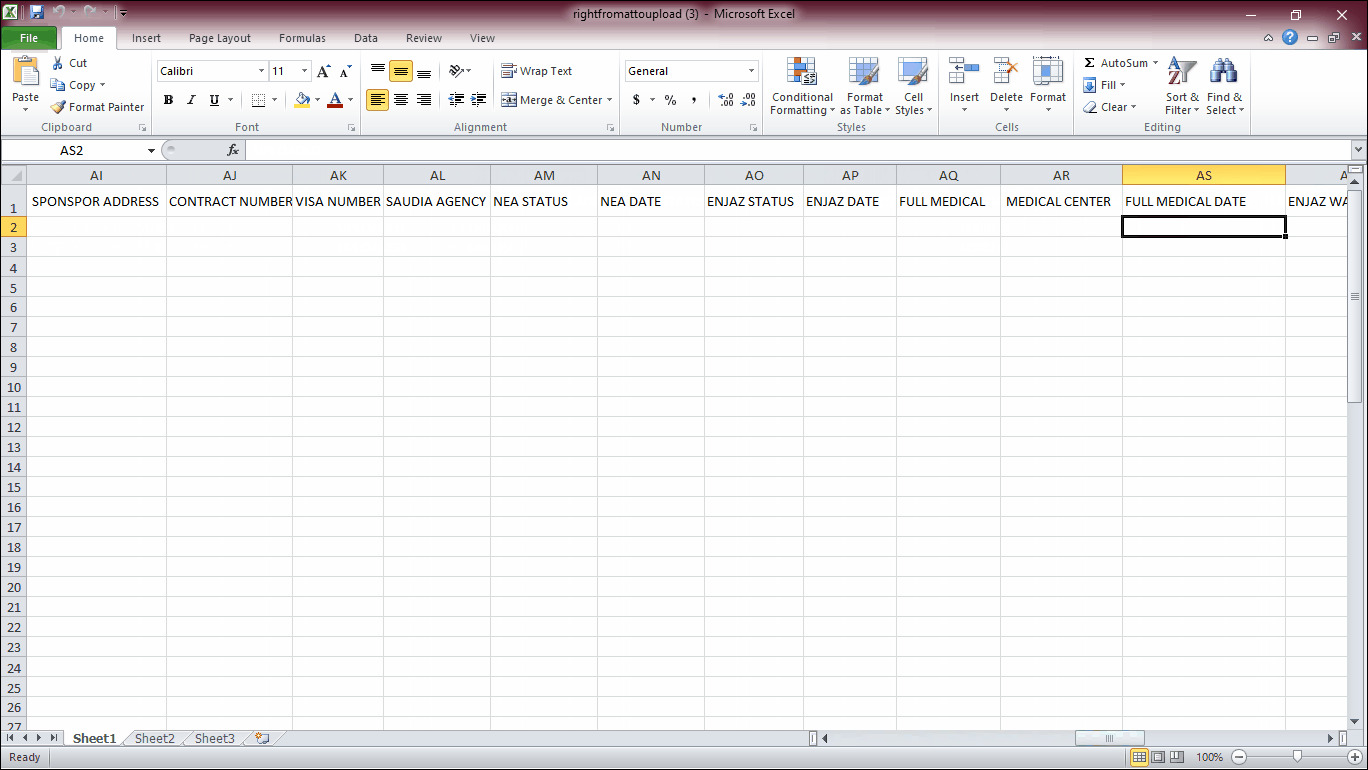 rightfromattoupload (3) - Microsoft Excel
File Home Insert Page Layout Formulas Data Review View
Paste Cut Copy Format Painter Clipboard
Calibri 11 A A B I U A Font
Wrap Text Merge & Center Alignment
General $ % , .0 .00 .00 .0 Number
Conditional Formatting Format as Table Cell Styles Styles
Insert Delete Format Cells
Σ AutoSum Fill Clear Sort & Filter Find & Select Editing
AS2 fx
AI AJ AK AL AM AN AO AP AQ AR AS
1 SPONSPOR ADDRESS CONTRACT NUMBER VISA NUMBER SAUDIA AGENCY NEA STATUS NEA DATE ENJAZ STATUS ENJAZ DATE FULL MEDICAL MEDICAL CENTER FULL MEDICAL DATE ENJAZ WA
2
3
4
5
6
7
8
9
10
11
12
13
14
15
16
17
18
19
20
21
22
23
24
25
26
27
Sheet1 Sheet2 Sheet3
Ready 100%